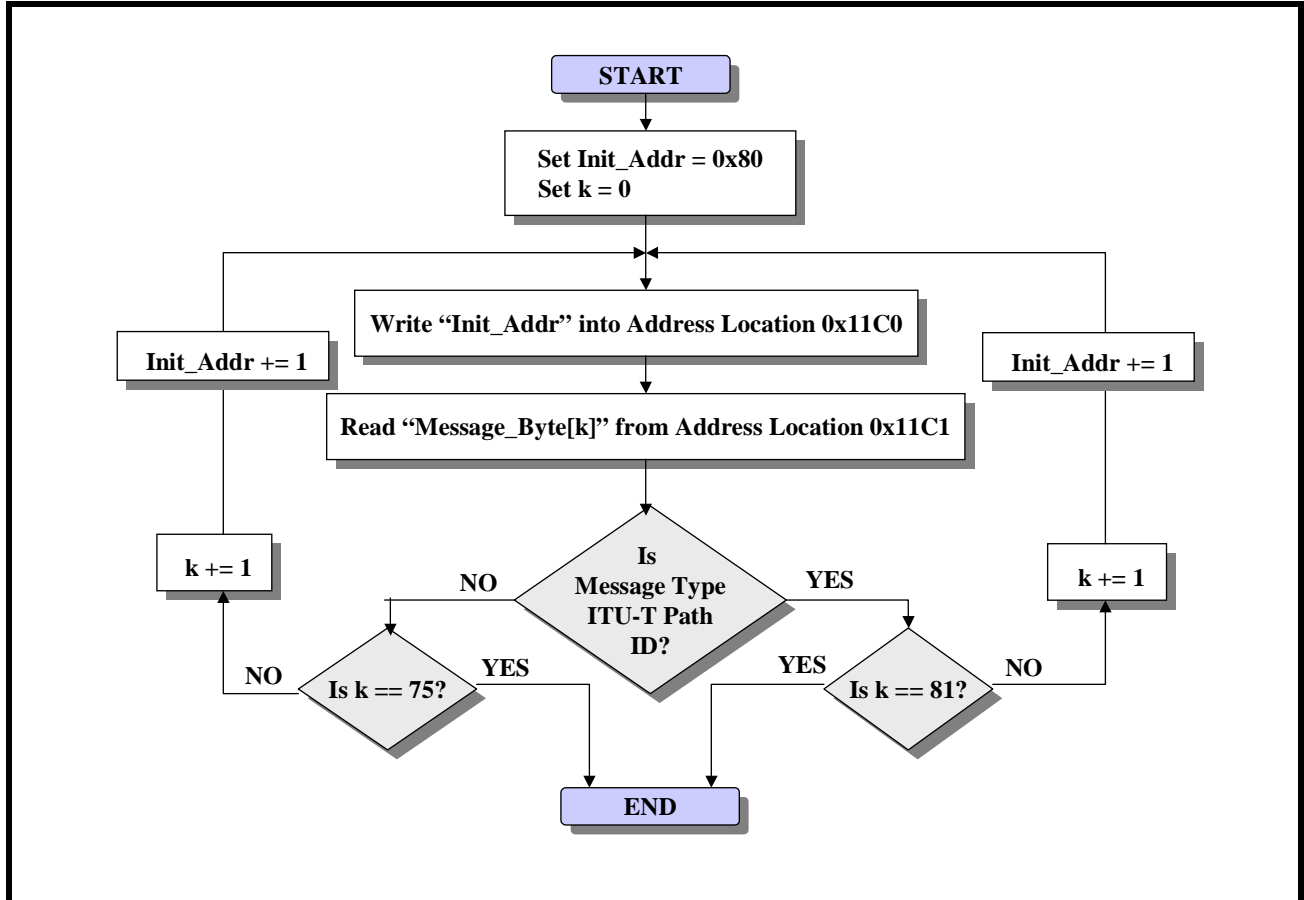 START
Set Init_Addr = 0x80
Set k = 0
Write “Init_Addr” into Address Location 0x11C0
Init_Addr += 1
Init_Addr += 1
Read “Message_Byte[k]” from Address Location 0x11C1
k += 1
Is
Message Type
ITU-T Path
ID?
k += 1
NO
YES
NO
Is k == 75?
YES
YES
Is k == 81?
NO
END